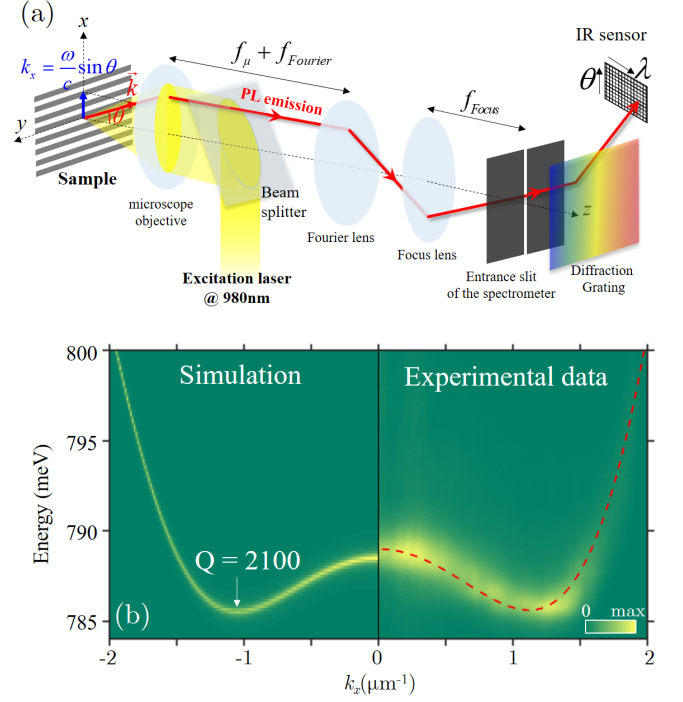 (a)
x
f_μ + f_Fourier
IR sensor
k_x = ω/c sinθ
k
θ
λ
θ
PL emission
f_Focus
y
Sample
z
microscope
objective
Beam
splitter
Fourier lens
Focus lens
Entrance slit
of the spectrometer
Diffraction
Grating
Excitation laser
@ 980nm
800
795
790
785
Energy (meV)
Simulation
Experimental data
Q = 2100
(b)
0 max
-2 -1 0 1 2
k_x(μm⁻¹)